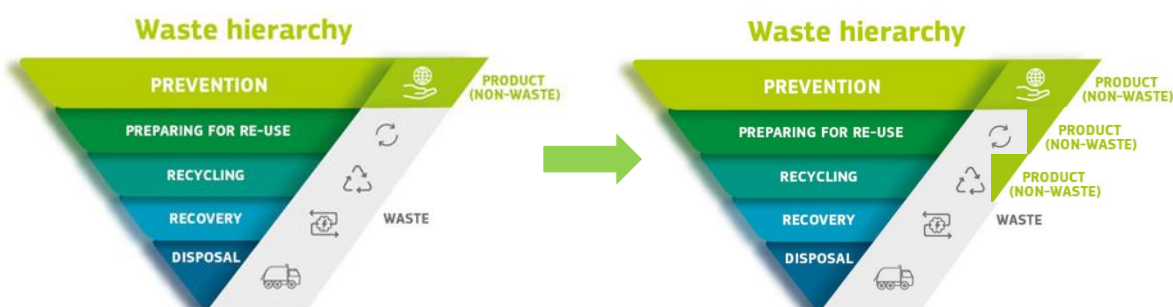 Waste hierarchy
PREVENTION
PRODUCT
(NON-WASTE)
PREPARING FOR RE-USE
RECYCLING
RECOVERY
WASTE
DISPOSAL
Waste hierarchy
PREVENTION
PRODUCT
(NON-WASTE)
PREPARING FOR RE-USE
PRODUCT
(NON-WASTE)
RECYCLING
PRODUCT
(NON-WASTE)
RECOVERY
WASTE
DISPOSAL